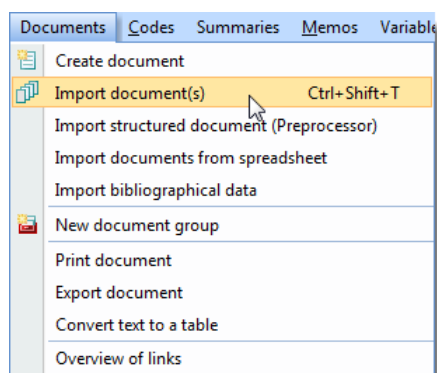 Documents Codes Summaries Memos Variable
Create document
Import document(s) Ctrl+Shift+T
Import structured document (Preprocessor)
Import documents from spreadsheet
Import bibliographical data
New document group
Print document
Export document
Convert text to a table
Overview of links